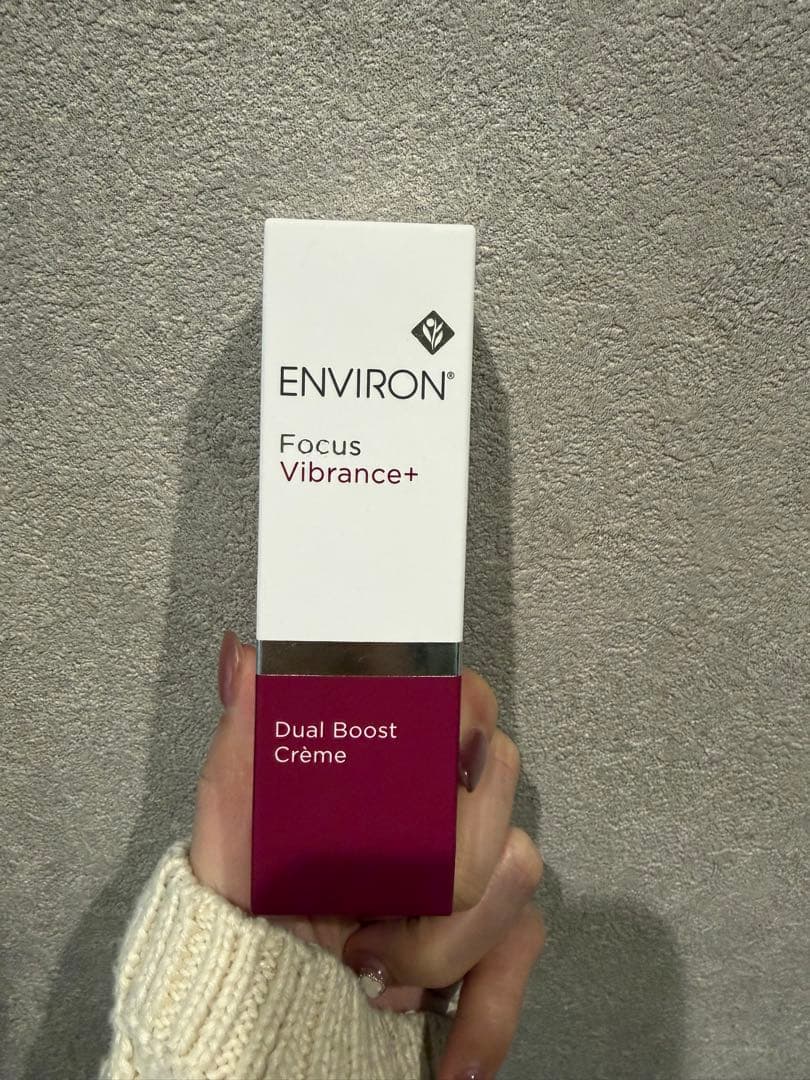 ENVIRON®
Focus
Vibrance+
Dual Boost
Crème